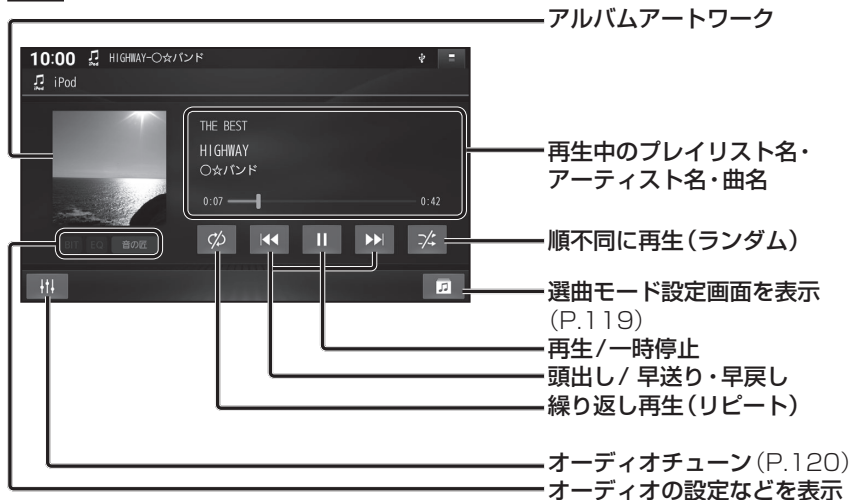 アルバムアートワーク
10:00 iPod HIGHWAY-○☆バンド
iPod iPod
THE BEST
HIGHWAY
○☆バンド
0:07 0:42
BIT EQ 音の匠
再生中のプレイリスト名・
アーティスト名・曲名
順不同に再生(ランダム)
選曲モード設定画面を表示
(P.119)
再生/一時停止
頭出し/ 早送り・早戻し
繰り返し再生(リピート)
オーディオチューン(P.120)
オーディオの設定などを表示